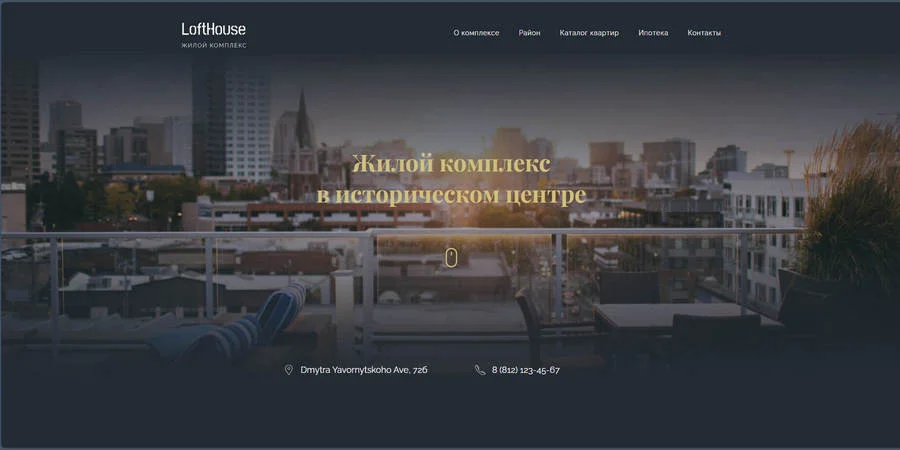 LoftHouse
ЖИЛОЙ КОМПЛЕКС
О комплексе Район Каталог квартир Ипотека Контакты
Жилой комплекс
в историческом центре
Dmytra Yavornytskoho Ave, 72б 8 (812) 123-45-67